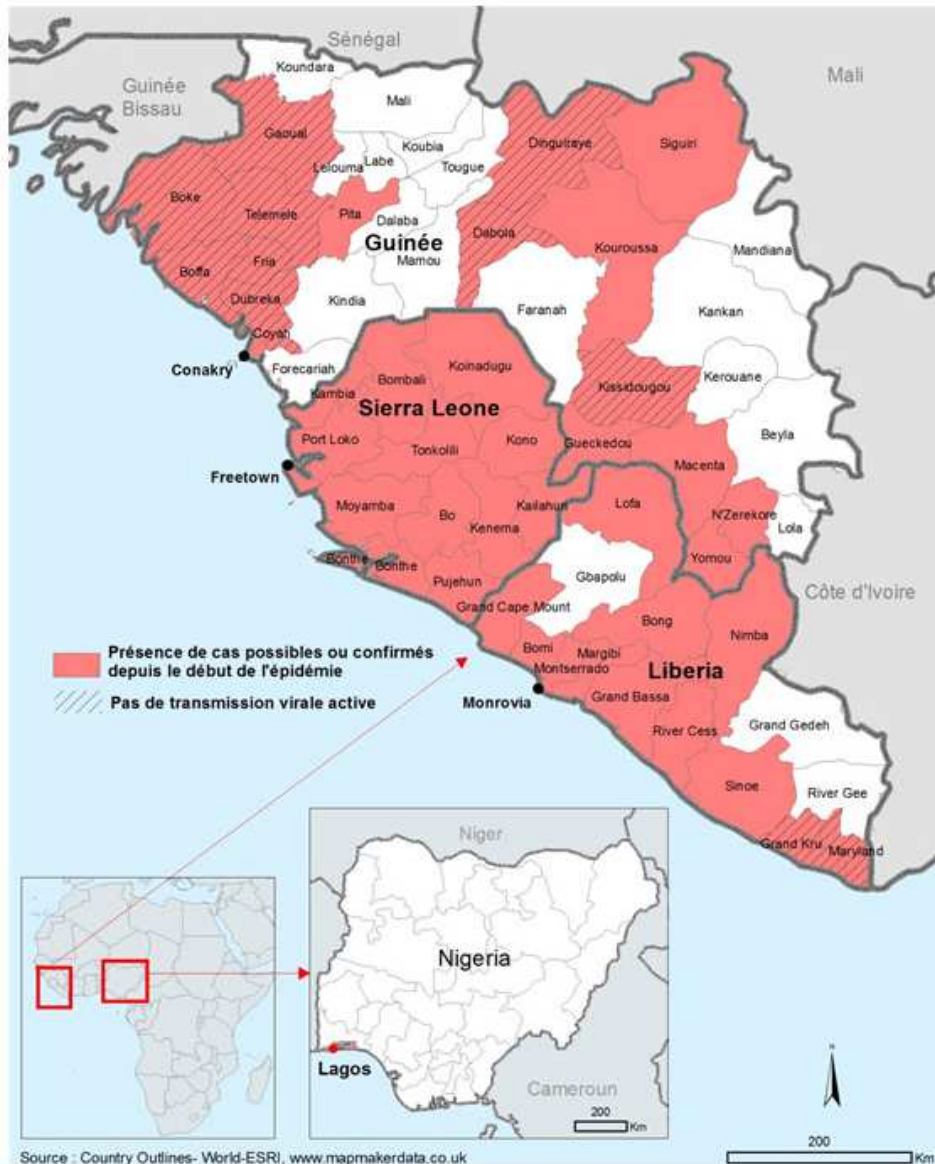 Sénégal
Mali
Guinée
Bissau
Koundara
Mali
Gaoual
Koubia
Lelouma
Labe
Tougue
Dinguiraye
Siguiri
Boke
Telemele
Pita
Dalaba
Guinée
Mamou
Dabola
Kouroussa
Mandiana
Boffa
Fria
Dubreka
Kindia
Faranah
Kankan
Coyah
Conakry
Forecariah
Kambia
Bombali
Koinadugu
Kissidougou
Kerouane
Sierra Leone
Port Loko
Tonkolili
Kono
Gueckedou
Beyla
Macenta
Freetown
Moyamba
Bo
Kailahun
Kenema
Lofa
N'Zerekore
Lola
Yomou
Bonthe
Bonthe
Pujehun
Gbapolu
Côte d'Ivoire
Grand Cape Mount
Bong
Nimba
Bomi
Margibi
Montserrado
Liberia
Présence de cas possibles ou confirmés
depuis le début de l'épidémie
Pas de transmission virale active
Monrovia
Grand Bassa
River Cess
Grand Gedeh
Sinoe
River Gee
Grand Kru
Maryland
Niger
Nigeria
Lagos
Cameroun
200
Km
N
200
Km
Source : Country Outlines- World-ESRI, www.mapmakerdata.co.uk